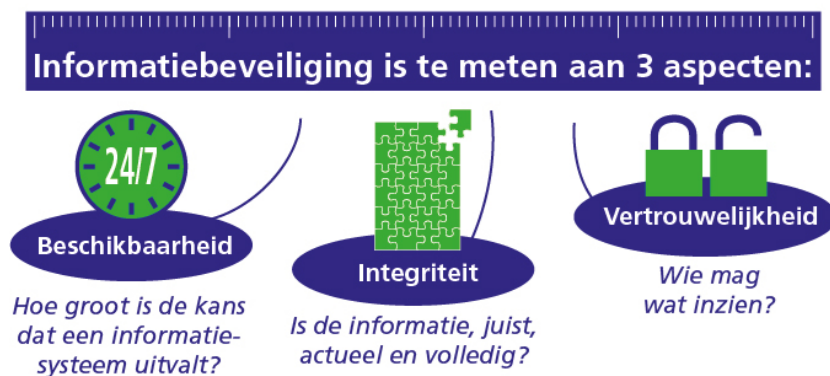 Informatiebeveiliging is te meten aan 3 aspecten:
24/7
Beschikbaarheid
Hoe groot is de kans
dat een informatie-
systeem uitvalt?
Integriteit
Is de informatie, juist,
actueel en volledig?
Vertrouwelijkheid
Wie mag
wat inzien?